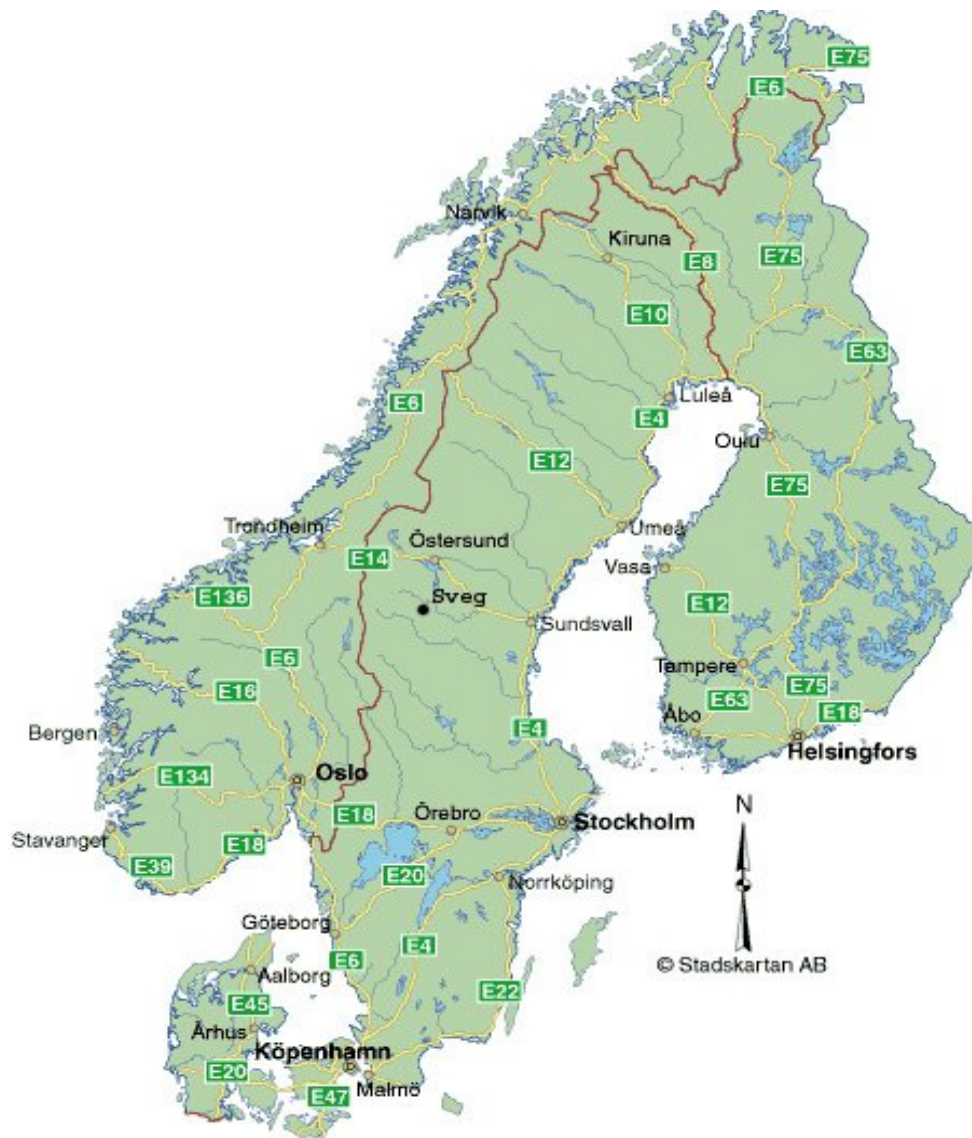 E75
E6
Narvik
Kiruna
E8
E75
E10
E63
E6
Luleå
E4
Oulu
E12
E75
Trondheim
Östersund
Umeå
E14
Vasa
E136
Sveg
E12
Sundsvall
E6
Tampere
E16
E63
E75
E18
Bergen
E4
Åbo
Helsingfors
E134
Oslo
N
E18
Örebro
Stockholm
Stavanger
E18
E39
E20
Norrköping
Göteborg
E4
E6
© Stadskartan AB
Aalborg
E22
E45
Århus
Köpenhamn
E20
Malmö
E47